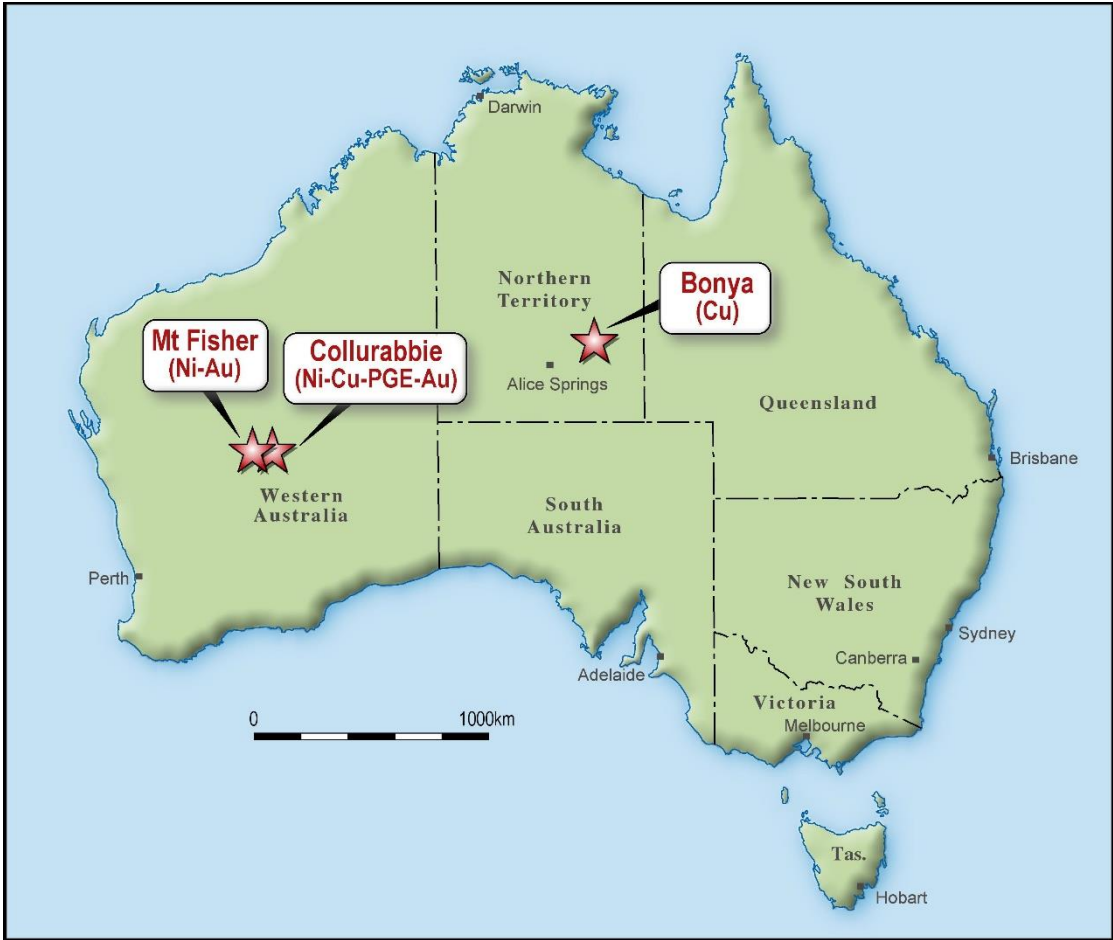 Darwin
Northern
Territory
Bonya
(Cu)
Mt Fisher
(Ni-Au)
Collurabbie
(Ni-Cu-PGE-Au)
Alice Springs
Queensland
Brisbane
Western
Australia
South
Australia
Perth
New South
Wales
Sydney
Canberra
Adelaide
Victoria
Melbourne
0 1000km
Tas.
Hobart